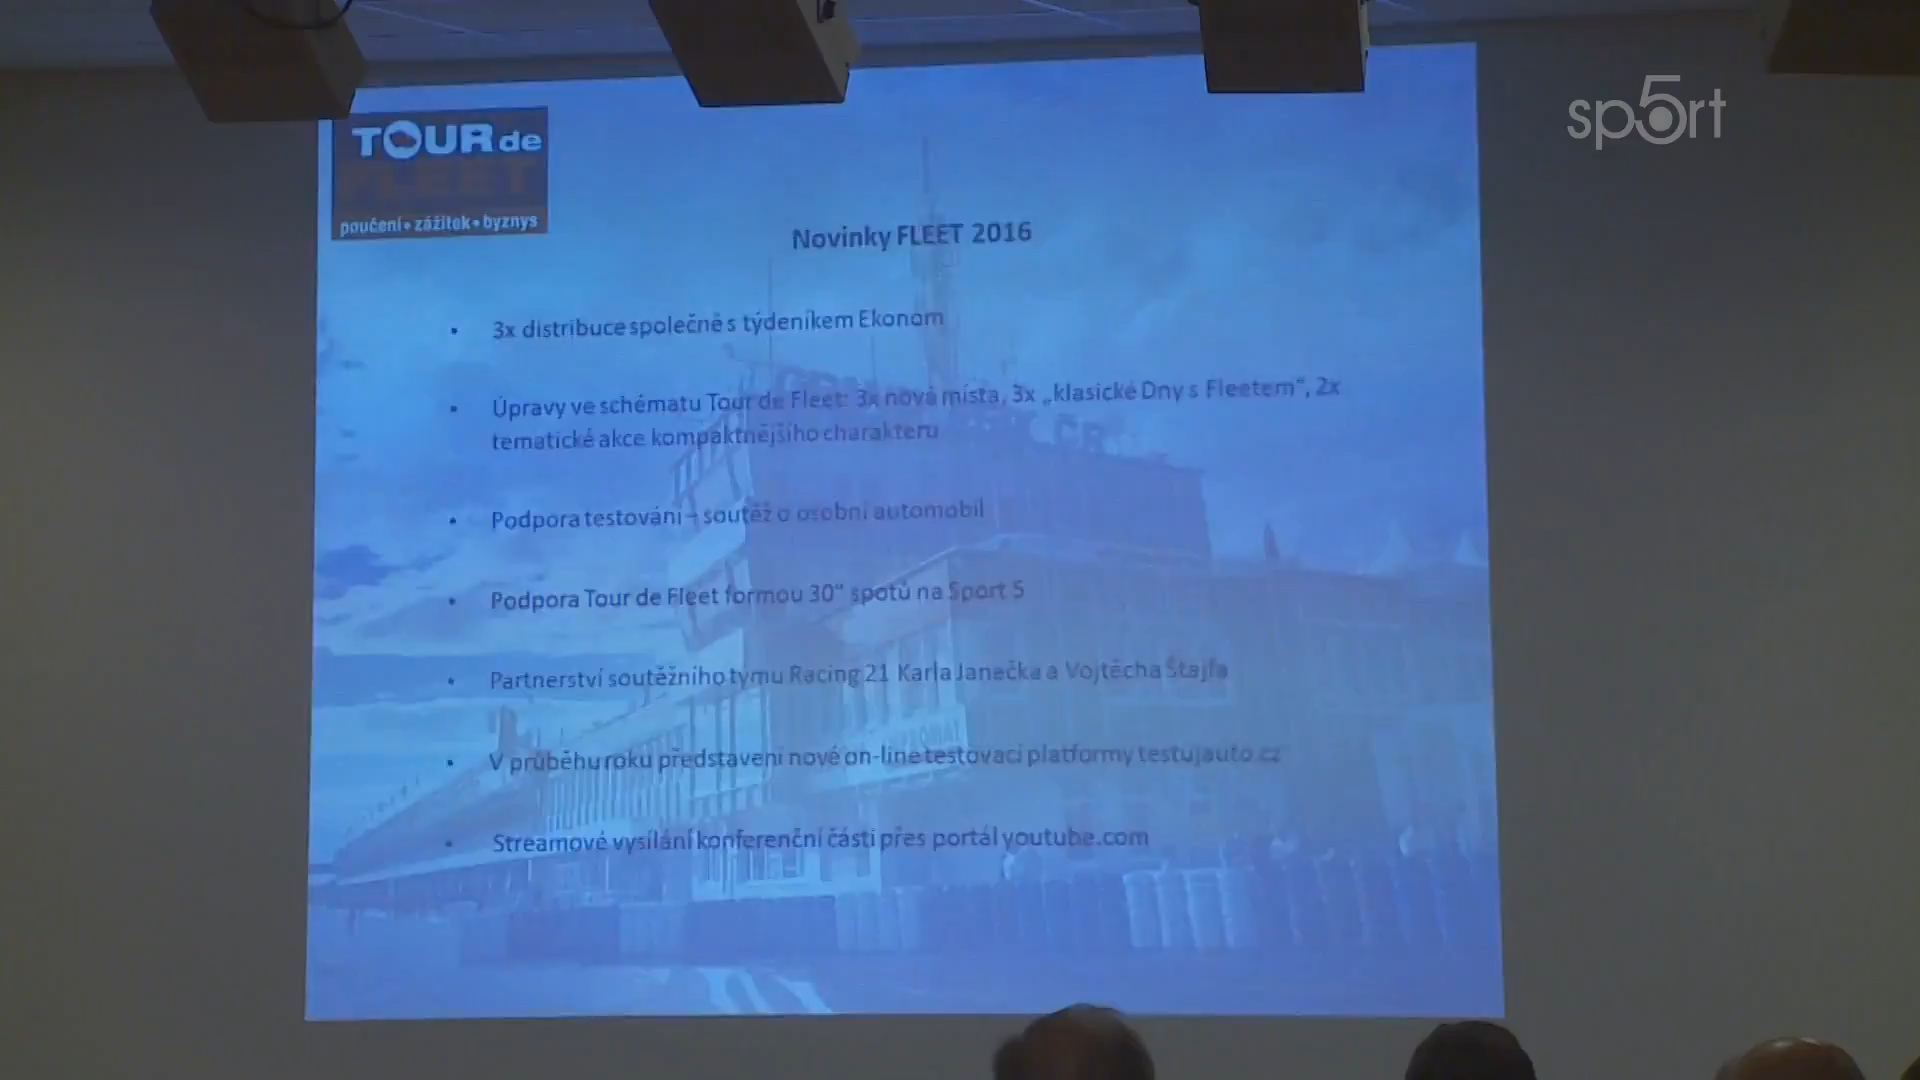 sp5rt
TOUR de
FLEET
poučení • zážitek • byznys
Novinky FLEET 2016
3x distribuce společně s týdeníkem Ekonom
Úpravy ve schématu Tour de Fleet: 3x nová místa, 3x „klasické Dny s Fleetem“, 2x
tematické akce kompaktnějšího charakteru
Podpora testování – soutěž o osobní automobil
Podpora Tour de Fleet formou 30" spotů na Sport 5
Partnerství soutěžního týmu Racing 21 Karla Janečka a Vojtěcha Štajfa
V průběhu roku představení nové on-line testovací platformy testujauto.cz
Streamové vysílání konferenční části přes portál youtube.com